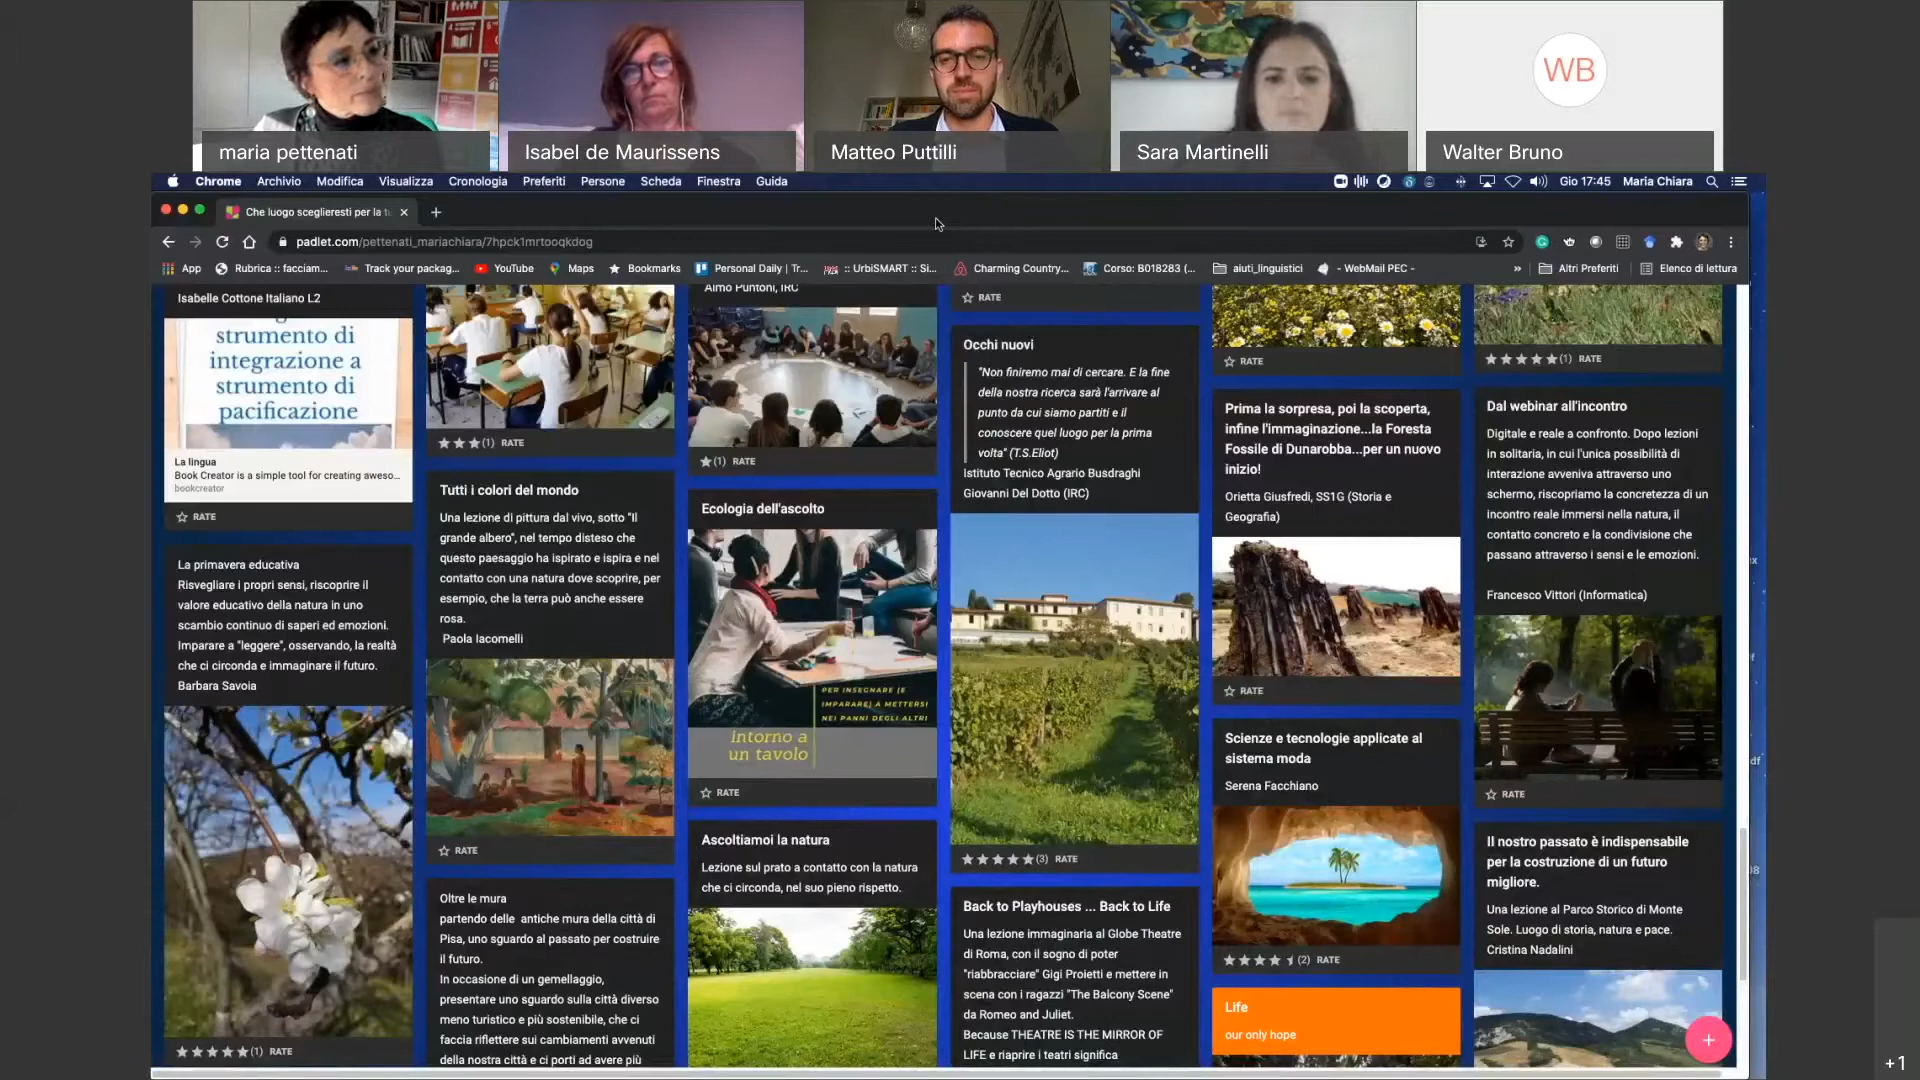 maria pettenati
Isabel de Maurissens
Matteo Puttilli
Sara Martinelli
WB
Walter Bruno
Chrome Archivio Modifica Visualizza Cronologia Preferiti Persone Scheda Finestra Guida
Gio 17:45 Maria Chiara
Che luogo sceglieresti per la tu
padlet.com/pettenati_mariachiara/7hpck1mrtooqkdog
App Rubrica :: facciam... Track your packag... YouTube Maps Bookmarks Personal Daily | Tr... :: UrbiSMART :: Si... Charming Country... Corso: B018283 (... aiuti_linguistici - WebMail PEC - » Altri Preferiti Elenco di lettura
Isabelle Cottone Italiano L2
strumento di
integrazione a
strumento di
pacificazione
La lingua
Book Creator is a simple tool for creating aweso...
bookcreator
RATE
La primavera educativa
Risvegliare i propri sensi, riscoprire il
valore educativo della natura in uno
scambio continuo di saperi ed emozioni.
Imparare a "leggere", osservando, la realtà
che ci circonda e immaginare il futuro.
Barbara Savoia
(1) RATE
(1) RATE
Tutti i colori del mondo
Una lezione di pittura dal vivo, sotto "Il
grande albero", nel tempo disteso che
questo paesaggio ha ispirato e ispira e nel
contatto con una natura dove scoprire, per
esempio, che la terra può anche essere
rosa.
Paola Iacomelli
RATE
Oltre le mura
partendo delle antiche mura della città di
Pisa, uno sguardo al passato per costruire
il futuro.
In occasione di un gemellaggio,
presentare uno sguardo sulla città diverso
meno turistico e più sostenibile, che ci
faccia riflettere sui cambiamenti avvenuti
della nostra città e ci porti ad avere più
Almo Puntoni, IRC
(1) RATE
Ecologia dell'ascolto
PER INSEGNARE (E
IMPARARE) A METTERSI
NEI PANNI DEGLI ALTRI
intorno a
un tavolo
RATE
Ascoltiamoi la natura
Lezione sul prato a contatto con la natura
che ci circonda, nel suo pieno rispetto.
RATE
Occhi nuovi
"Non finiremo mai di cercare. E la fine
della nostra ricerca sarà l'arrivare al
punto da cui siamo partiti e il
conoscere quel luogo per la prima
volta" (T.S.Eliot)
Istituto Tecnico Agrario Busdraghi
Giovanni Del Dotto (IRC)
(3) RATE
Back to Playhouses ... Back to Life
Una lezione immaginaria al Globe Theatre
di Roma, con il sogno di poter
"riabbracciare" Gigi Proietti e mettere in
scena con i ragazzi "The Balcony Scene"
da Romeo and Juliet.
Because THEATRE IS THE MIRROR OF
LIFE e riaprire i teatri significa
RATE
Prima la sorpresa, poi la scoperta,
infine l'immaginazione...la Foresta
Fossile di Dunarobba...per un nuovo
inizio!
Orietta Giusfredi, SS1G (Storia e
Geografia)
RATE
Scienze e tecnologie applicate al
sistema moda
Serena Facchiano
(2) RATE
Life
our only hope
(1) RATE
Dal webinar all'incontro
Digitale e reale a confronto. Dopo lezioni
in solitaria, in cui l'unica possibilità di
interazione avveniva attraverso uno
schermo, riscopriamo la concretezza di un
incontro reale immersi nella natura, il
contatto concreto e la condivisione che
passano attraverso i sensi e le emozioni.
Francesco Vittori (Informatica)
RATE
Il nostro passato è indispensabile
per la costruzione di un futuro
migliore.
Una lezione al Parco Storico di Monte
Sole. Luogo di storia, natura e pace.
Cristina Nadalini
+1